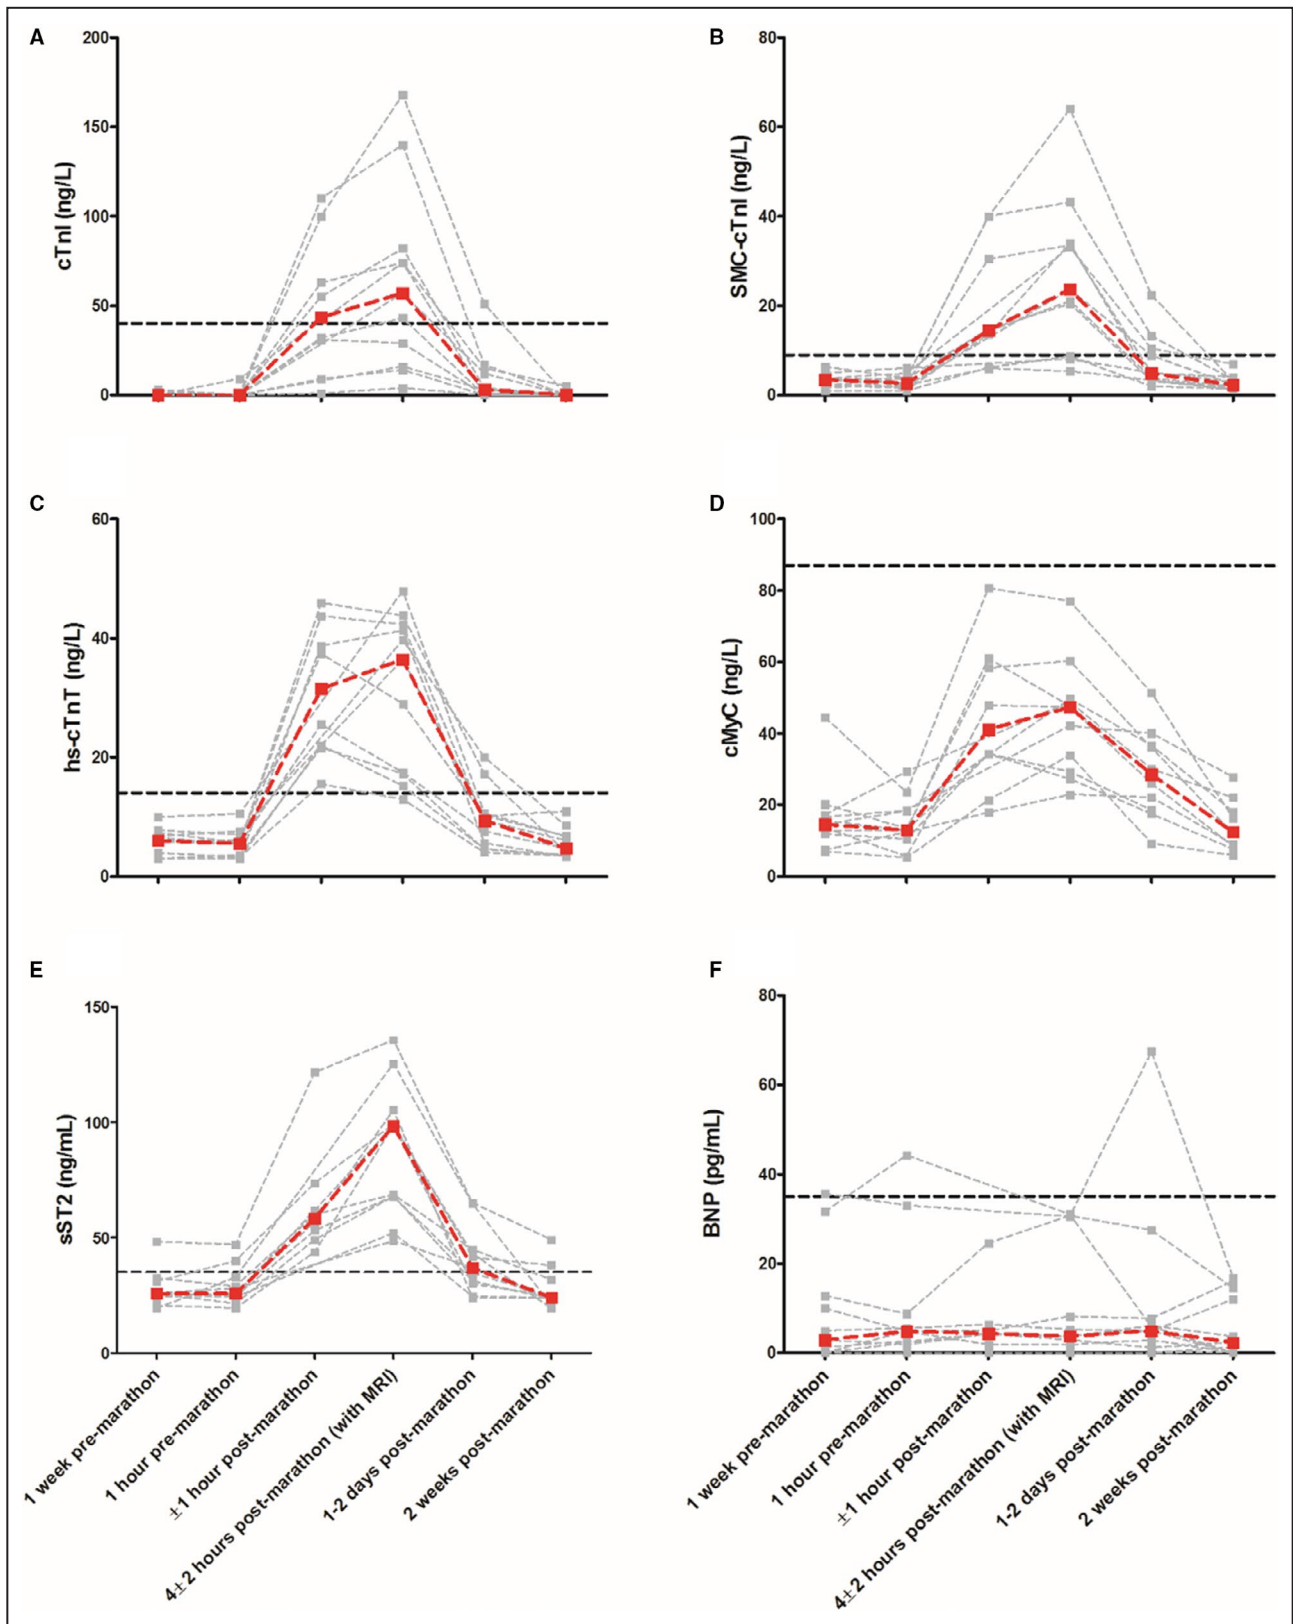 A
cTnI (ng/L)
200
150
100
50
0
B
SMC-cTnI (ng/L)
80
60
40
20
0
C
hs-cTnT (ng/L)
60
40
20
0
D
cMyC (ng/L)
100
80
60
40
20
0
E
sST2 (ng/mL)
150
100
50
0
1 week pre-marathon
1 hour pre-marathon
±1 hour post-marathon
4±2 hours post-marathon (with MRI)
1-2 days post-marathon
2 weeks post-marathon
F
BNP (pg/mL)
80
60
40
20
0
1 week pre-marathon
1 hour pre-marathon
±1 hour post-marathon
4±2 hours post-marathon (with MRI)
1-2 days post-marathon
2 weeks post-marathon